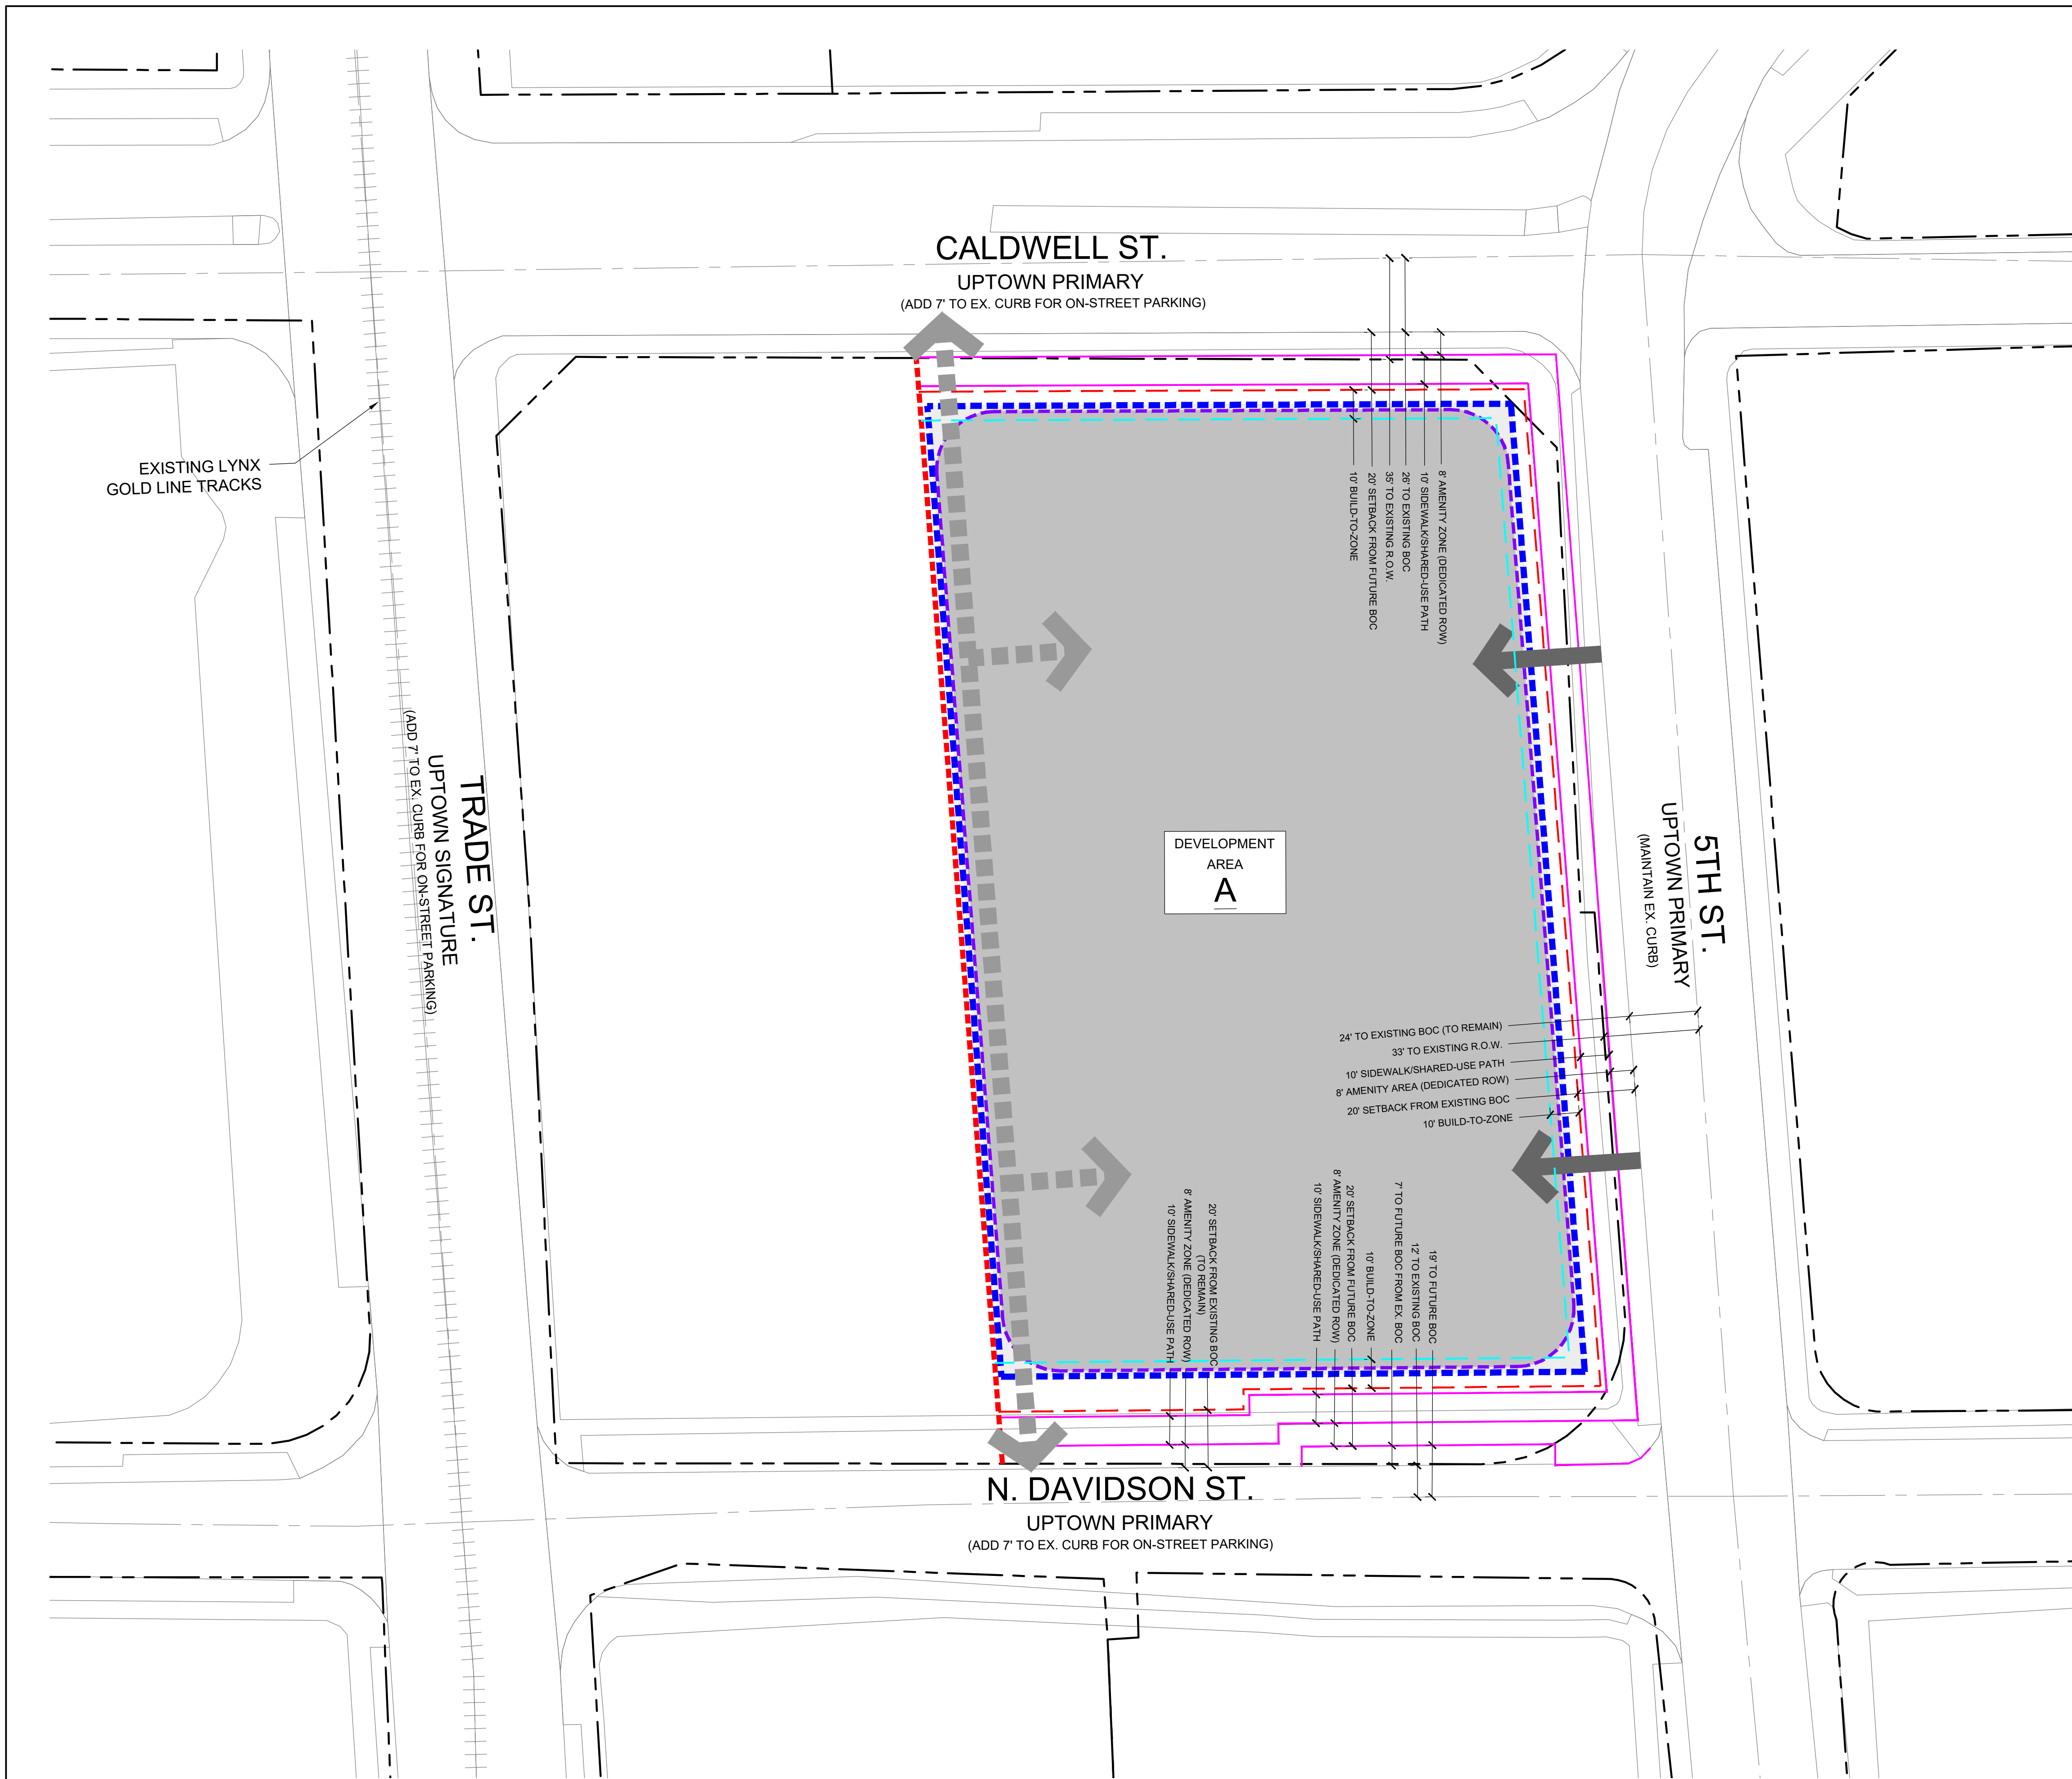 CALDWELL ST.
UPTOWN PRIMARY
(ADD 7' TO EX. CURB FOR ON-STREET PARKING)
EXISTING LYNX
GOLD LINE TRACKS
8' AMENITY ZONE (DEDICATED ROW)
10' SIDEWALK/SHARED-USE PATH
26' TO EXISTING BOC
35' TO EXISTING R.O.W.
20' SETBACK FROM FUTURE BOC
10' BUILD-TO-ZONE
TRADE ST.
UPTOWN SIGNATURE
(ADD 7' TO EX. CURB FOR ON-STREET PARKING)
DEVELOPMENT
AREA
A
5TH ST.
UPTOWN PRIMARY
(MAINTAIN EX. CURB)
24' TO EXISTING BOC (TO REMAIN)
33' TO EXISTING R.O.W.
10' SIDEWALK/SHARED-USE PATH
8' AMENITY AREA (DEDICATED ROW)
20' SETBACK FROM EXISTING BOC
10' BUILD-TO-ZONE
20' SETBACK FROM EXISTING BOC
(TO REMAIN)
8' AMENITY ZONE (DEDICATED ROW)
10' SIDEWALK/SHARED-USE PATH
19' TO FUTURE BOC
12' TO EXISTING BOC
7' TO FUTURE BOC FROM EX. BOC
10' BUILD-TO-ZONE
20' SETBACK FROM FUTURE BOC
8' AMENITY ZONE (DEDICATED ROW)
10' SIDEWALK/SHARED-USE PATH
N. DAVIDSON ST.
UPTOWN PRIMARY
(ADD 7' TO EX. CURB FOR ON-STREET PARKING)